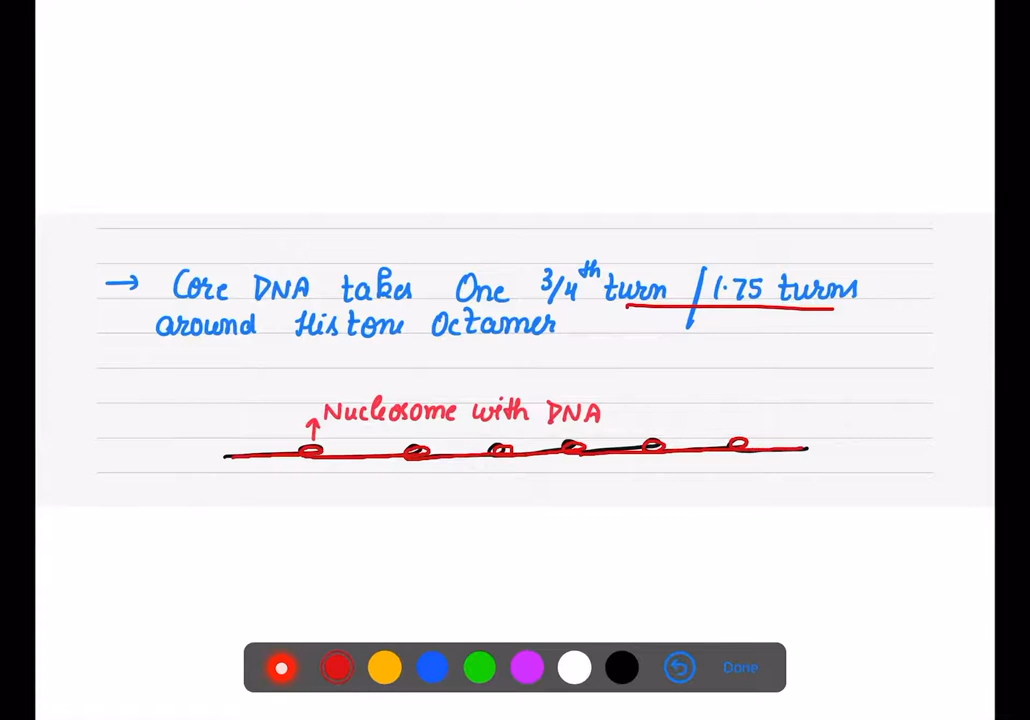 → Core DNA takes One 3/4th turn / 1.75 turns
around Histone Octamer
Nucleosome with DNA
Done